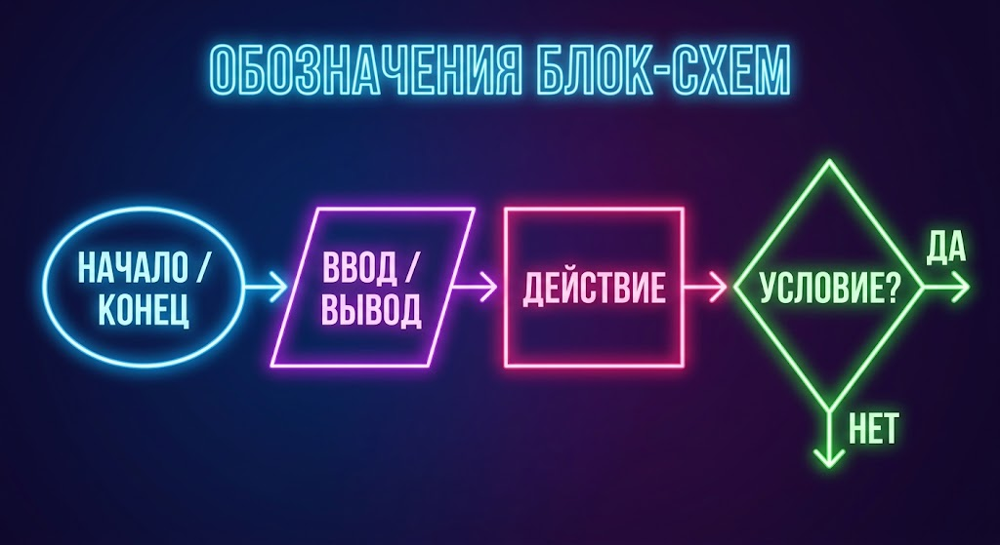 ОБОЗНАЧЕНИЯ БЛОК-СХЕМ
НАЧАЛО /
КОНЕЦ
ВВОД /
ВЫВОД
ДЕЙСТВИЕ
УСЛОВИЕ?
ДА
НЕТ